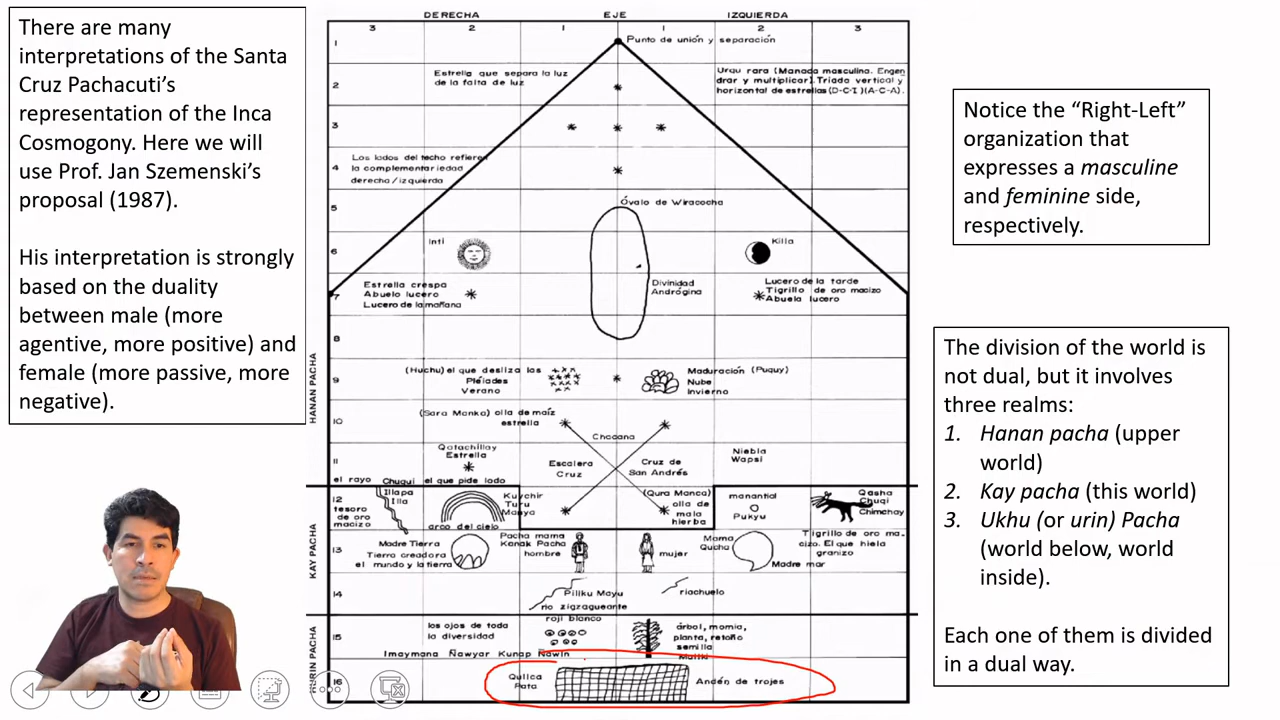 There are many
interpretations of the Santa
Cruz Pachacuti's
representation of the Inca
Cosmogony. Here we will
use Prof. Jan Szemenski's
proposal (1987).
His interpretation is strongly
based on the duality
between male (more
agentive, more positive) and
female (more passive, more
negative).
DERECHA EJE IZQUIERDA
3 2 1 1 2 3
1 Punto de unión y separación
2
Estrella que separa la luz
de la falta de luz
Urqu rara (Manada masculina. Engen
drar y multiplicar). Triada vertical y
horizontal de estrellas (D-C-I)(A-C-A).
3
4
Los lados del techo refieren
la complementariedad
derecha/izquierda
5
Óvalo de Wiracocha
6
Inti
Killa
7
Estrella crespa
Abuelo lucero
Lucero de la mañana
Divinidad
Andrógina
Lucero de la tarde
Tigrillo de oro macizo
Abuela lucero
8
HANAN PACHA
9
(Huchu) el que desliza las
Pléiades
Verano
Maduración (Puquy)
Nube
Invierno
10
(Sara Manka) olla de maíz
estrella
Chacana
11
Qatachillay
Estrella
el que pide lodo
Escalera
Cruz
Cruz de
San Andrés
Niebla
Wapsi
el rayo Chuqui
KAY PACHA
12
tesoro
de oro
macizo
Illapa
Illa
arco del cielo
Kuychir
Turu
Manya
(Qura Manca)
olla de
mala
hierba
manantial
Pukyu
Qasha
Chuqi
Chimchay
13
Madre Tierra
Tierra creadora
el mundo y la tierra
Pacha mama
Kanak Pacha
hombre
mujer
Mama
Qucha
Madre mar
Tigrillo de oro ma-
cizo. El que hiela
granizo
14
Pillku Mayu
río zigzagueante
riachuelo
HURIN PACHA
15
los ojos de toda
la diversidad
roji blanco
Imaymana Ñawyar Kunap Ñawin
árbol, momia,
planta, retoño
semilla
Mallki
16
Qullca
Pata
Andén de trojes
Notice the “Right-Left”
organization that
expresses a masculine
and feminine side,
respectively.
The division of the world is
not dual, but it involves
three realms:
1. Hanan pacha (upper
world)
2. Kay pacha (this world)
3. Ukhu (or urin) Pacha
(world below, world
inside).
Each one of them is divided
in a dual way.